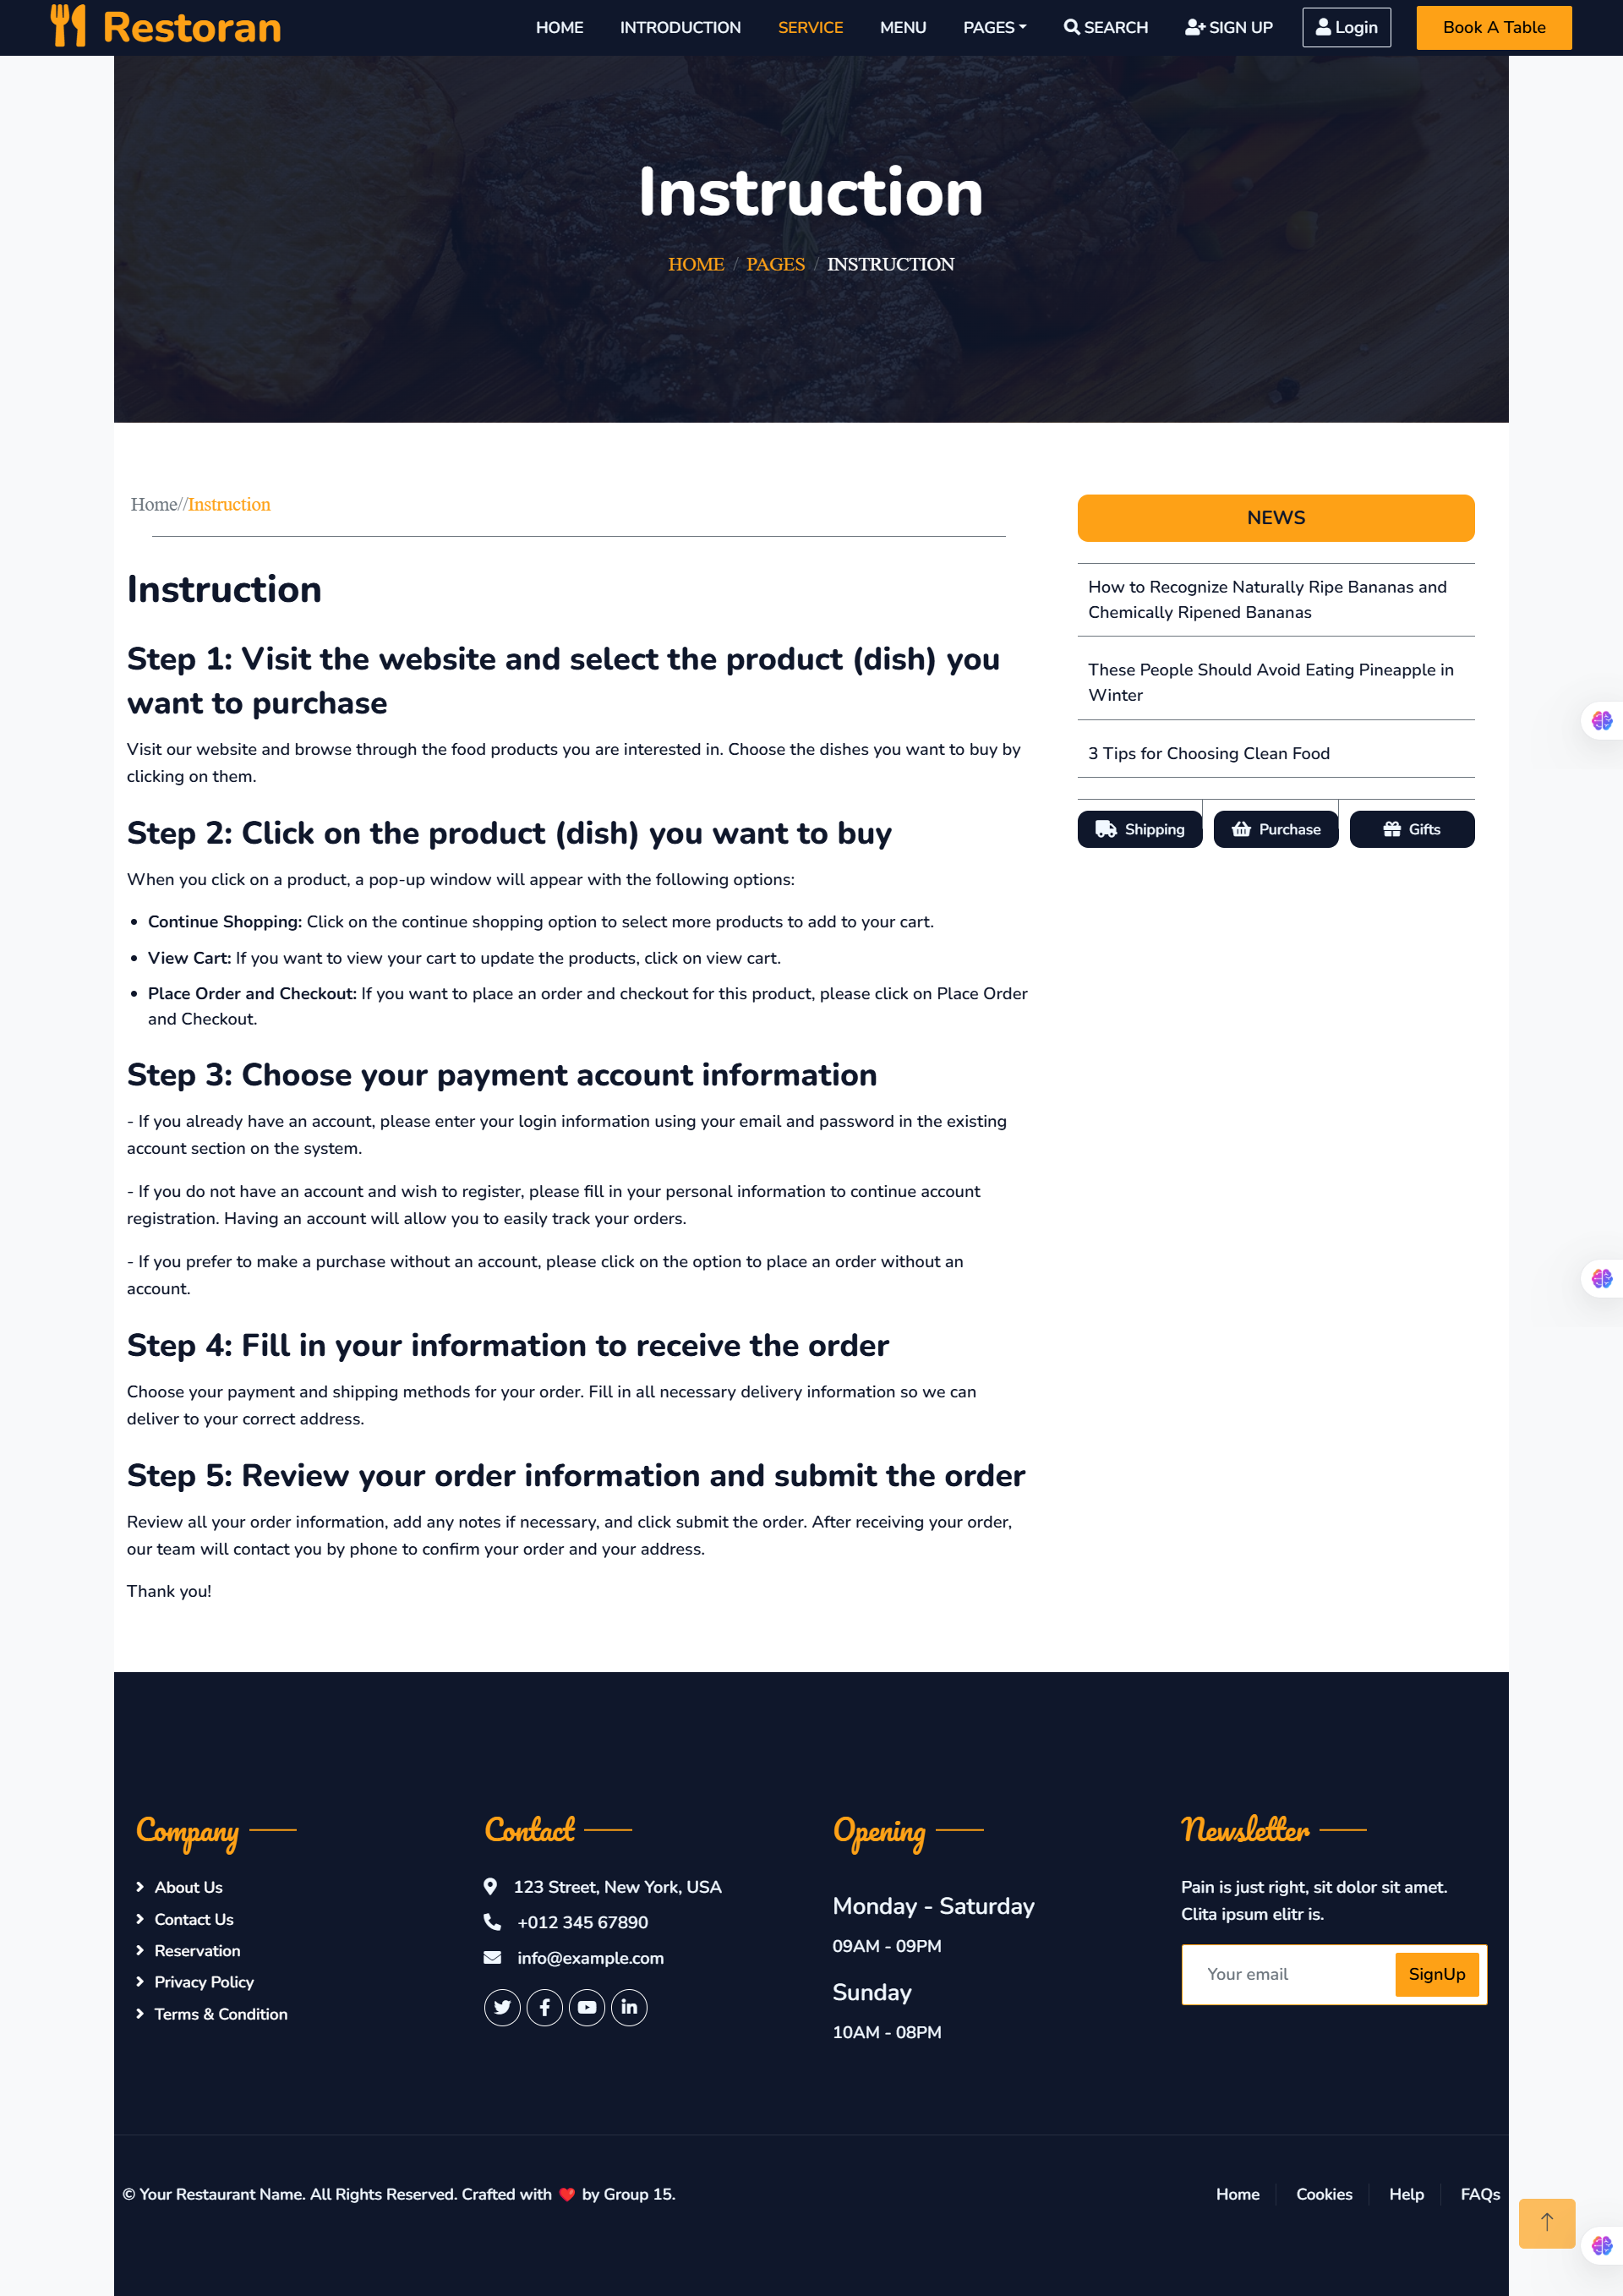 Restoran
HOME INTRODUCTION SERVICE MENU PAGES SEARCH SIGN UP Login Book A Table
Instruction
HOME / PAGES / INSTRUCTION
Home//Instruction
Instruction
Step 1: Visit the website and select the product (dish) you
want to purchase
Visit our website and browse through the food products you are interested in. Choose the dishes you want to buy by
clicking on them.
Step 2: Click on the product (dish) you want to buy
When you click on a product, a pop-up window will appear with the following options:
• Continue Shopping: Click on the continue shopping option to select more products to add to your cart.
• View Cart: If you want to view your cart to update the products, click on view cart.
• Place Order and Checkout: If you want to place an order and checkout for this product, please click on Place Order
and Checkout.
Step 3: Choose your payment account information
- If you already have an account, please enter your login information using your email and password in the existing
account section on the system.
- If you do not have an account and wish to register, please fill in your personal information to continue account
registration. Having an account will allow you to easily track your orders.
- If you prefer to make a purchase without an account, please click on the option to place an order without an
account.
Step 4: Fill in your information to receive the order
Choose your payment and shipping methods for your order. Fill in all necessary delivery information so we can
deliver to your correct address.
Step 5: Review your order information and submit the order
Review all your order information, add any notes if necessary, and click submit the order. After receiving your order,
our team will contact you by phone to confirm your order and your address.
Thank you!
NEWS
How to Recognize Naturally Ripe Bananas and
Chemically Ripened Bananas
These People Should Avoid Eating Pineapple in
Winter
3 Tips for Choosing Clean Food
Shipping Purchase Gifts
Company
About Us
Contact Us
Reservation
Privacy Policy
Terms & Condition
Contact
123 Street, New York, USA
+012 345 67890
info@example.com
Opening
Monday - Saturday
09AM - 09PM
Sunday
10AM - 08PM
Newsletter
Pain is just right, sit dolor sit amet.
Clita ipsum elitr is.
Your email SignUp
© Your Restaurant Name. All Rights Reserved. Crafted with ❤️ by Group 15.
Home Cookies Help FAQs